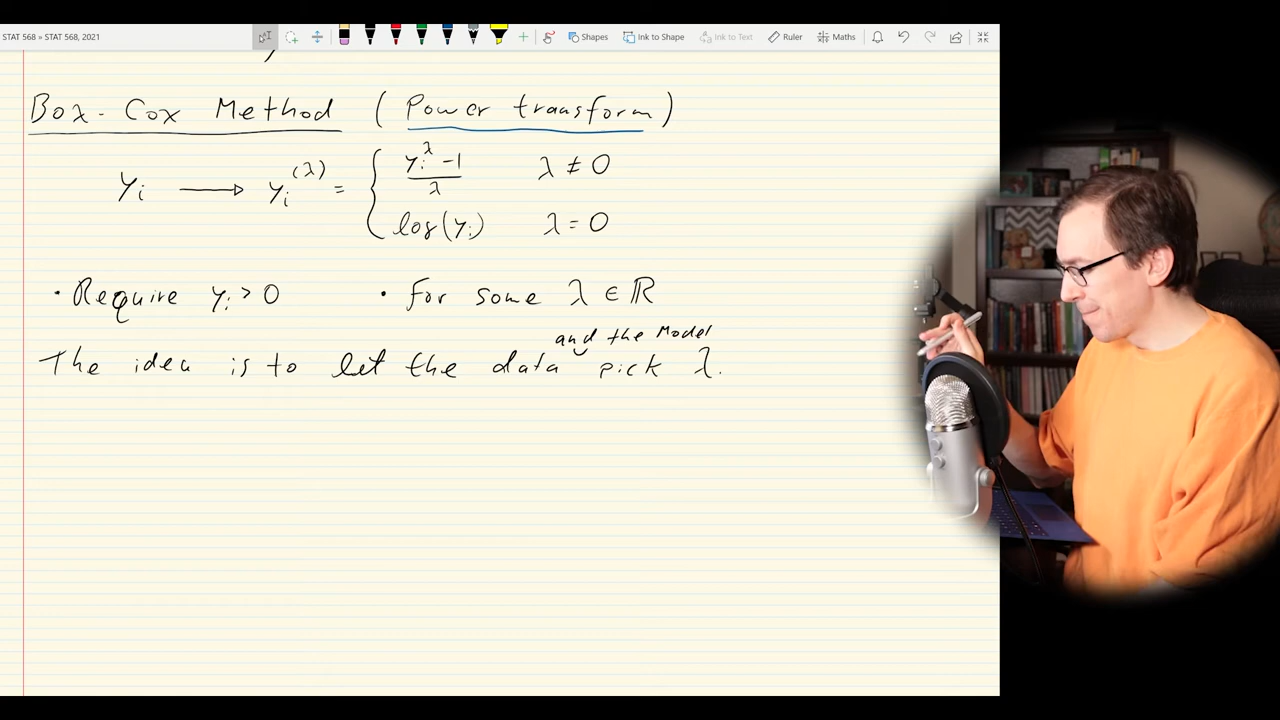 STAT 568 » STAT 568, 2021
Shapes Ink to Shape Ink to Text Ruler Maths
Box-Cox Method (Power transform)
yᵢ → yᵢ^(λ) = { (yᵢ^λ - 1)/λ λ ≠ 0
log(yᵢ) λ = 0
• Require yᵢ > 0 • For some λ ∈ ℝ
and the Model
The idea is to let the data pick λ.